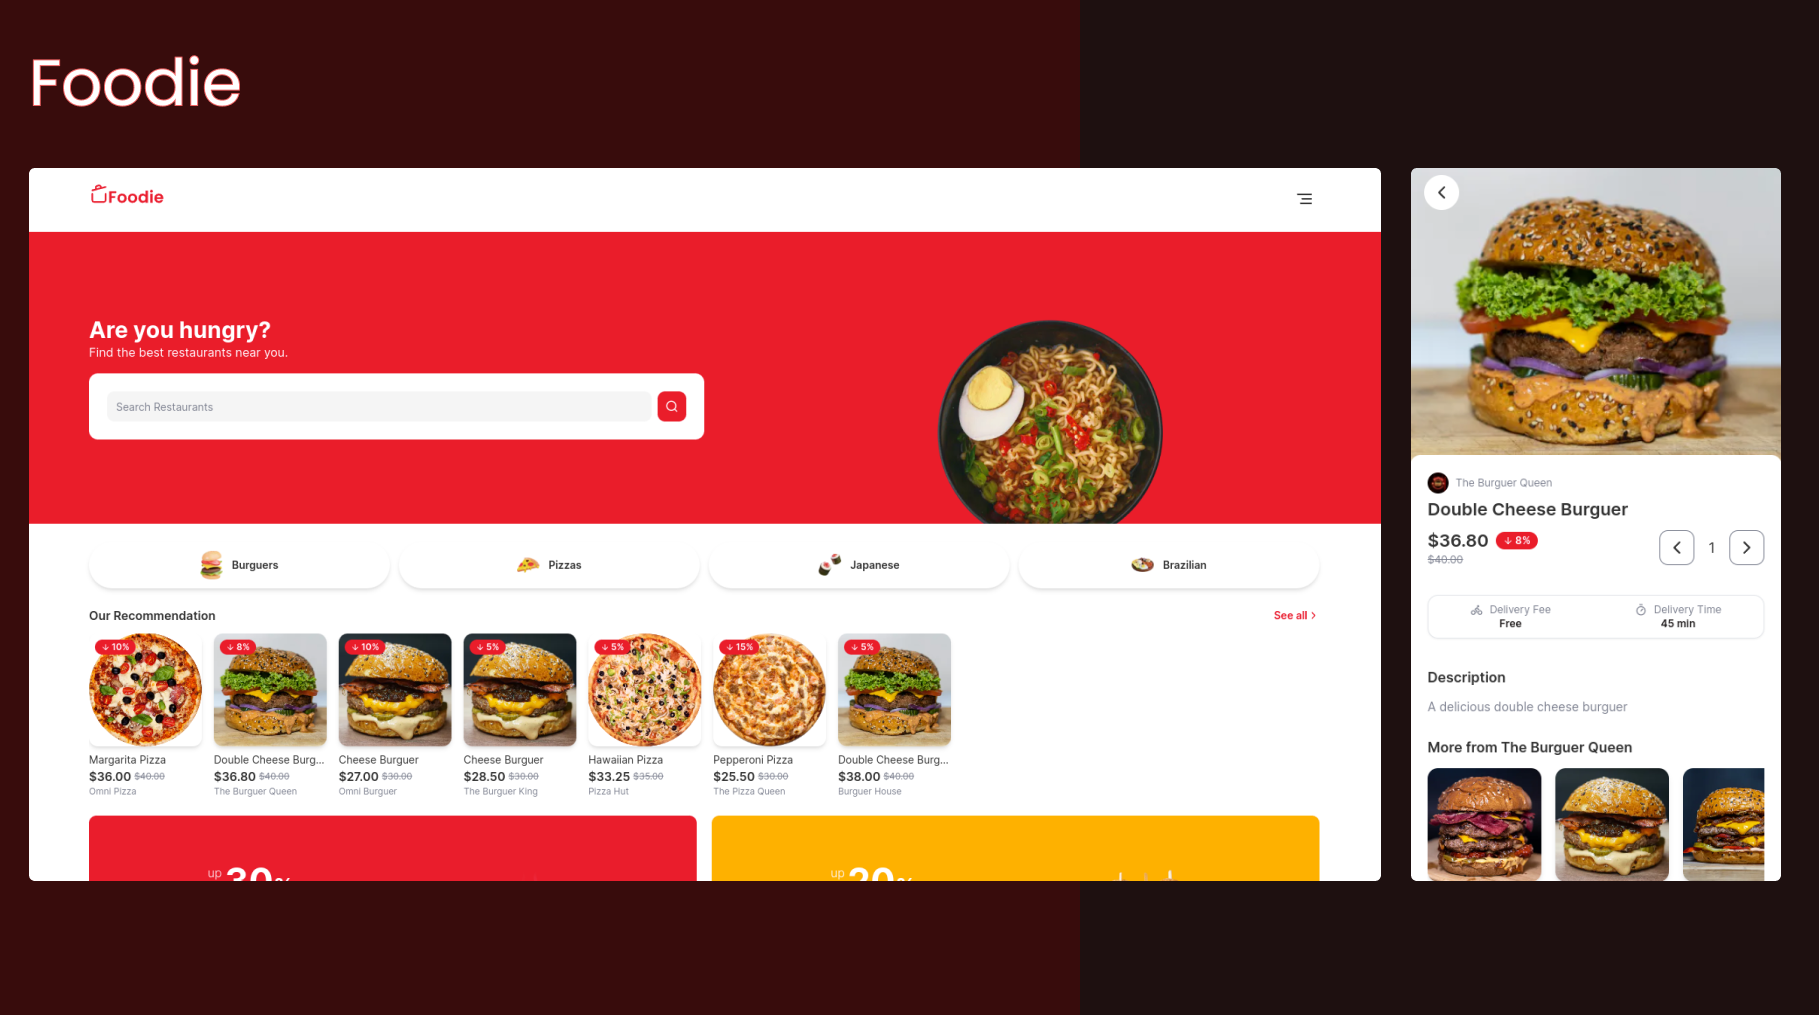 Foodie
Foodie
Are you hungry?
Find the best restaurants near you.
Search Restaurants
Burguers
Pizzas
Japanese
Brazilian
Our Recommendation
See all
↓ 10%
↓ 8%
↓ 10%
↓ 5%
↓ 5%
↓ 15%
↓ 5%
Margarita Pizza
$36.00 $40.00
Omni Pizza
Double Cheese Burg...
$36.80 $40.00
The Burguer Queen
Cheese Burguer
$27.00 $30.00
Omni Burguer
Cheese Burguer
$28.50 $30.00
The Burguer King
Hawaiian Pizza
$33.25 $35.00
Pizza Hut
Pepperoni Pizza
$25.50 $30.00
The Pizza Queen
Double Cheese Burg...
$38.00 $40.00
Burguer House
up 30%
up 20%
The Burguer Queen
Double Cheese Burguer
$36.80 ↓ 8%
$40.00
1
Delivery Fee
Free
Delivery Time
45 min
Description
A delicious double cheese burguer
More from The Burguer Queen